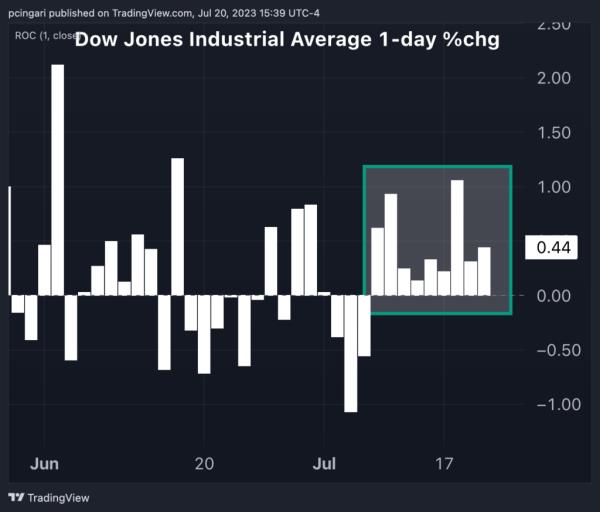 pcingari published on TradingView.com, Jul 20, 2023 15:39 UTC-4
ROC (1, close)
Dow Jones Industrial Average 1-day %chg
2.50
2.00
1.50
1.00
0.44
0.00
−0.50
−1.00
Jun
20
Jul
17
TradingView